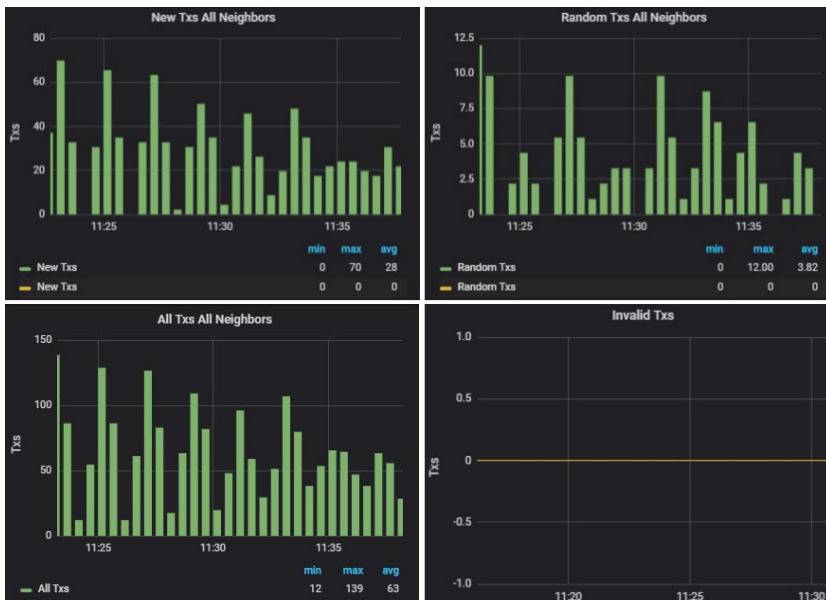 New Txs All Neighbors
80
60
40
20
0
Txs
11:25 11:30 11:35
min max avg
New Txs 0 70 28
New Txs 0 0 0
Random Txs All Neighbors
12.5
10.0
7.5
5.0
2.5
0
Txs
11:25 11:30 11:35
min max avg
Random Txs 0 12.00 3.82
Random Txs 0 0 0
All Txs All Neighbors
150
100
50
0
Txs
11:25 11:30 11:35
min max avg
All Txs 12 139 63
Invalid Txs
1.0
0.5
0
-0.5
-1.0
Txs
11:20 11:25 11:30